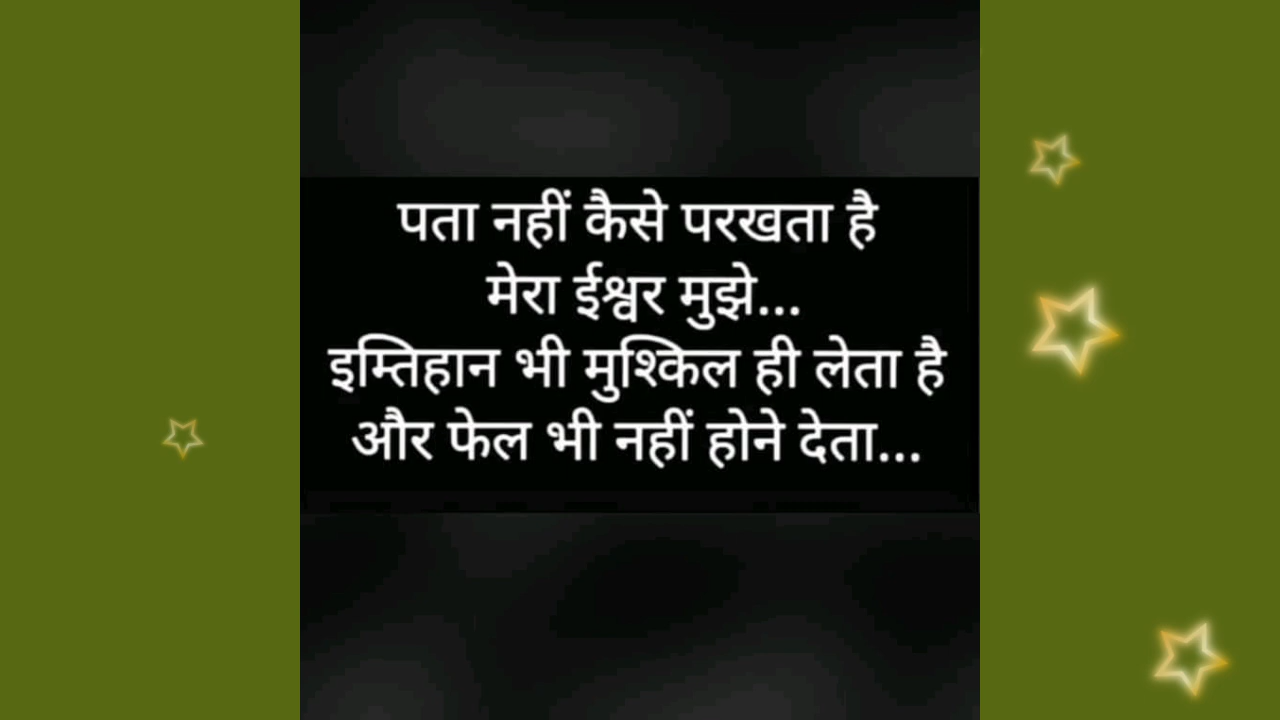 पता नहीं कैसे परखता है
मेरा ईश्वर मुझे...
इम्तिहान भी मुश्किल ही लेता है
और फेल भी नहीं होने देता...